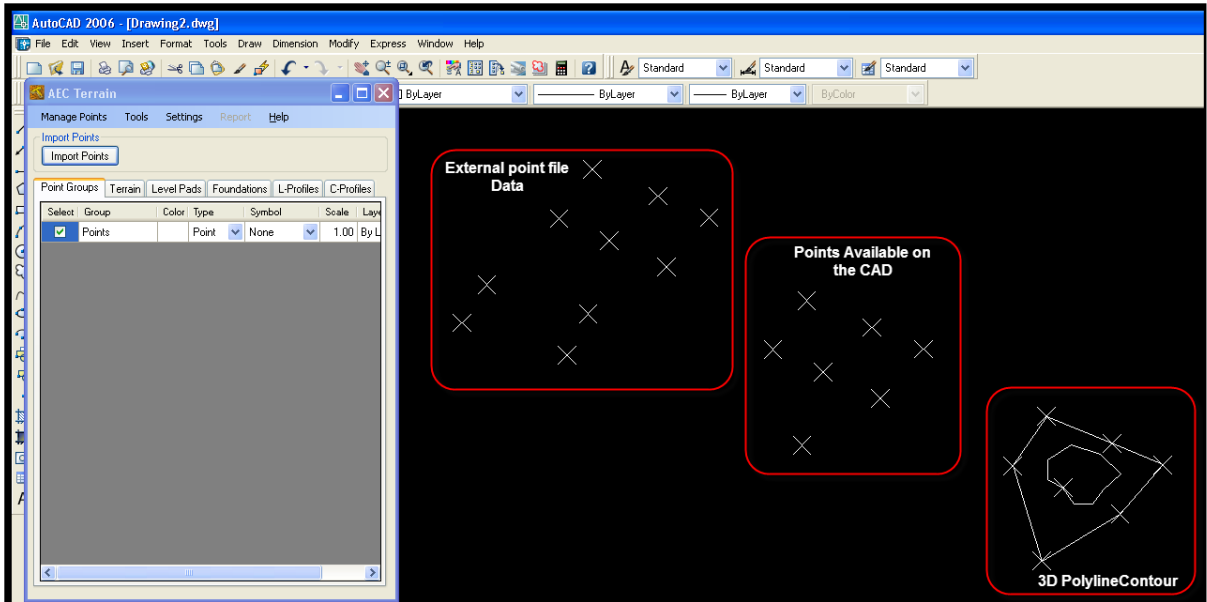 AutoCAD 2006 - [Drawing2.dwg]
File Edit View Insert Format Tools Draw Dimension Modify Express Window Help
Standard Standard Standard
ByLayer ByLayer ByLayer ByColor
AEC Terrain
Manage Points Tools Settings Report Help
Import Points
Import Points
Point Groups Terrain Level Pads Foundations L-Profiles C-Profiles
Select Group Color Type Symbol Scale Laye
Points Point None 1.00 By L
External point file
Data
Points Available on
the CAD
3D PolylineContour